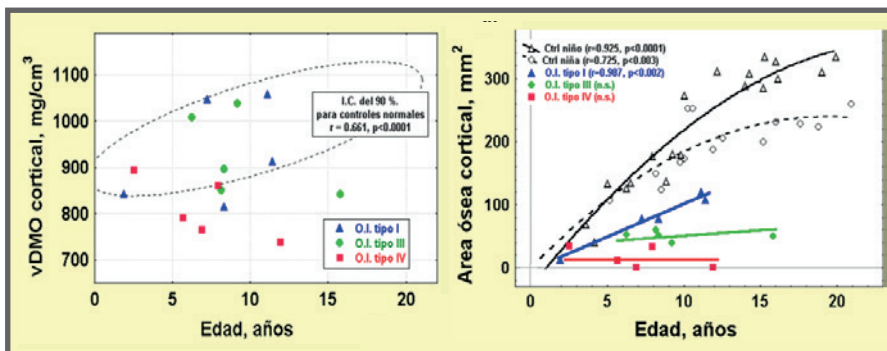 1100
1000
900
800
700
vDMO cortical, mg/cm³
I.C. del 90 %.
para controles normales
r = 0.661, p<0.0001
O.I. tipo I
O.I. tipo III
O.I. tipo IV
0 5 10 15 20
Edad, años
Ctrl niño (r=0.925, p<0.0001)
Ctrl niña (r=0.725, p<0.003)
O.I. tipo I (r=0.987, p<0.002)
O.I. tipo III (n.s.)
O.I. tipo IV (n.s.)
300
200
100
0
Area ósea cortical, mm²
0 5 10 15 20
Edad, años